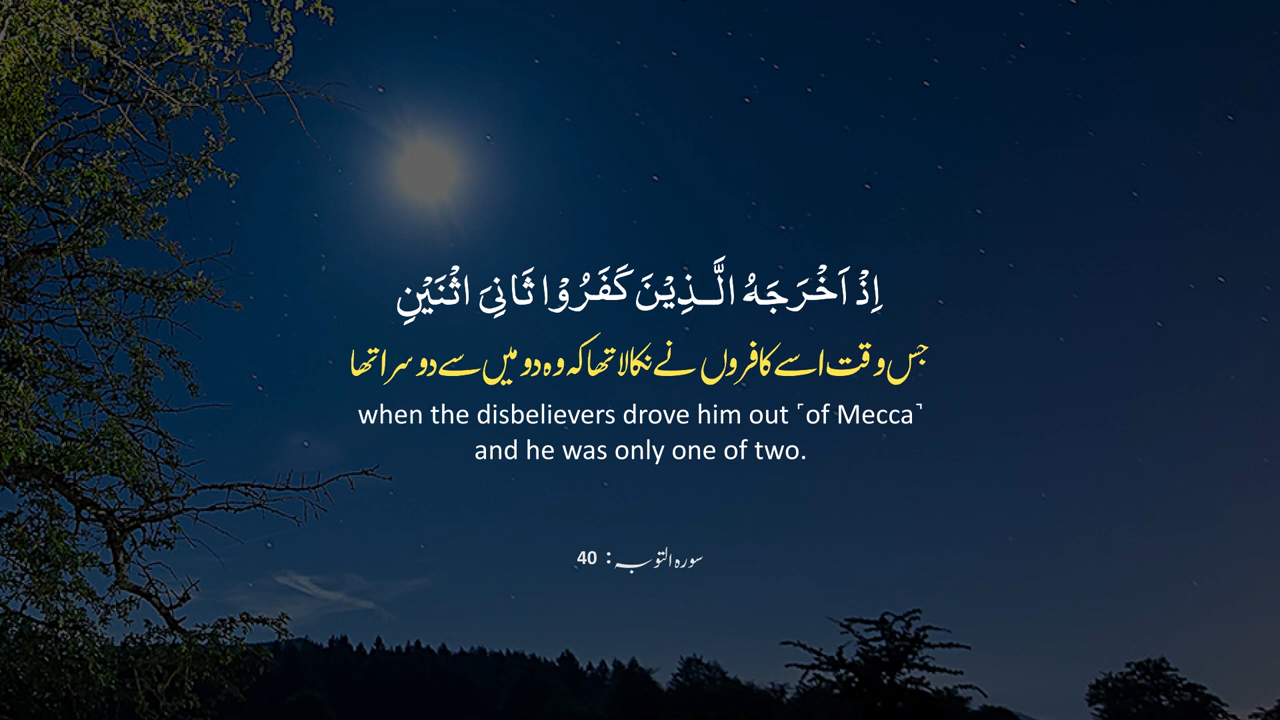 اِذْ اَخْرَجَهُ الَّــذِيْنَ كَفَرُوْا ثَانِیَ اثْنَيْنِ
جس وقت اسے کافروں نے نکالا تھا کہ وہ دو میں سے دوسرا تھا
when the disbelievers drove him out ˹of Mecca˺
and he was only one of two.
سورہ التوبہ: 40